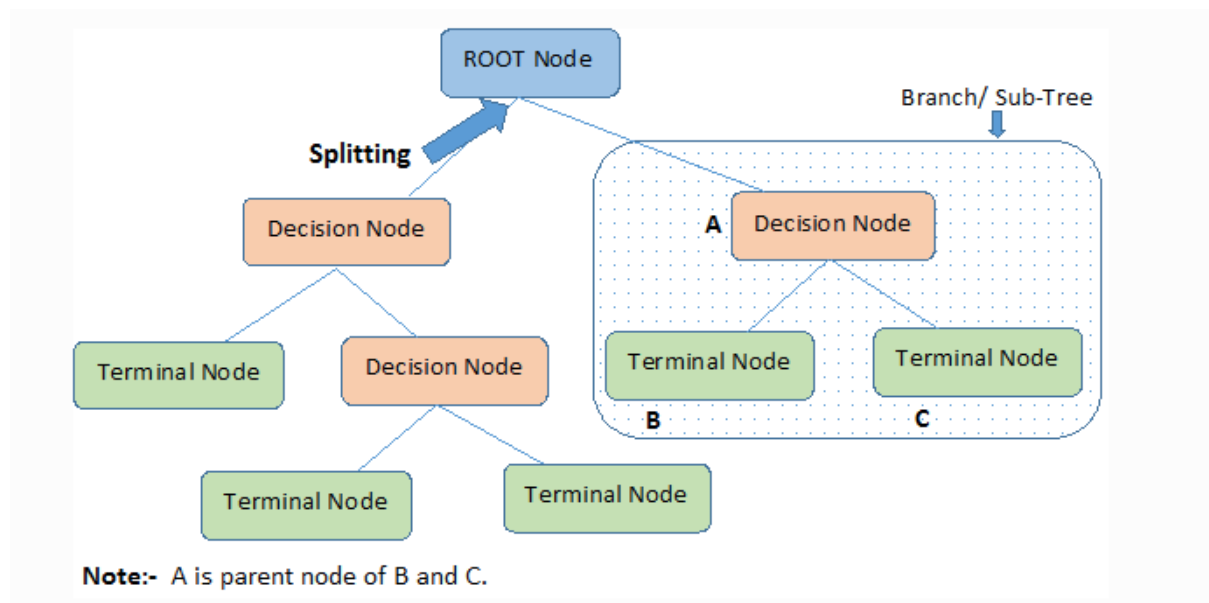 ROOT Node
Branch/ Sub-Tree
Splitting
Decision Node
A
Decision Node
Terminal Node
Decision Node
Terminal Node
Terminal Node
B
C
Terminal Node
Terminal Node
Note:- A is parent node of B and C.